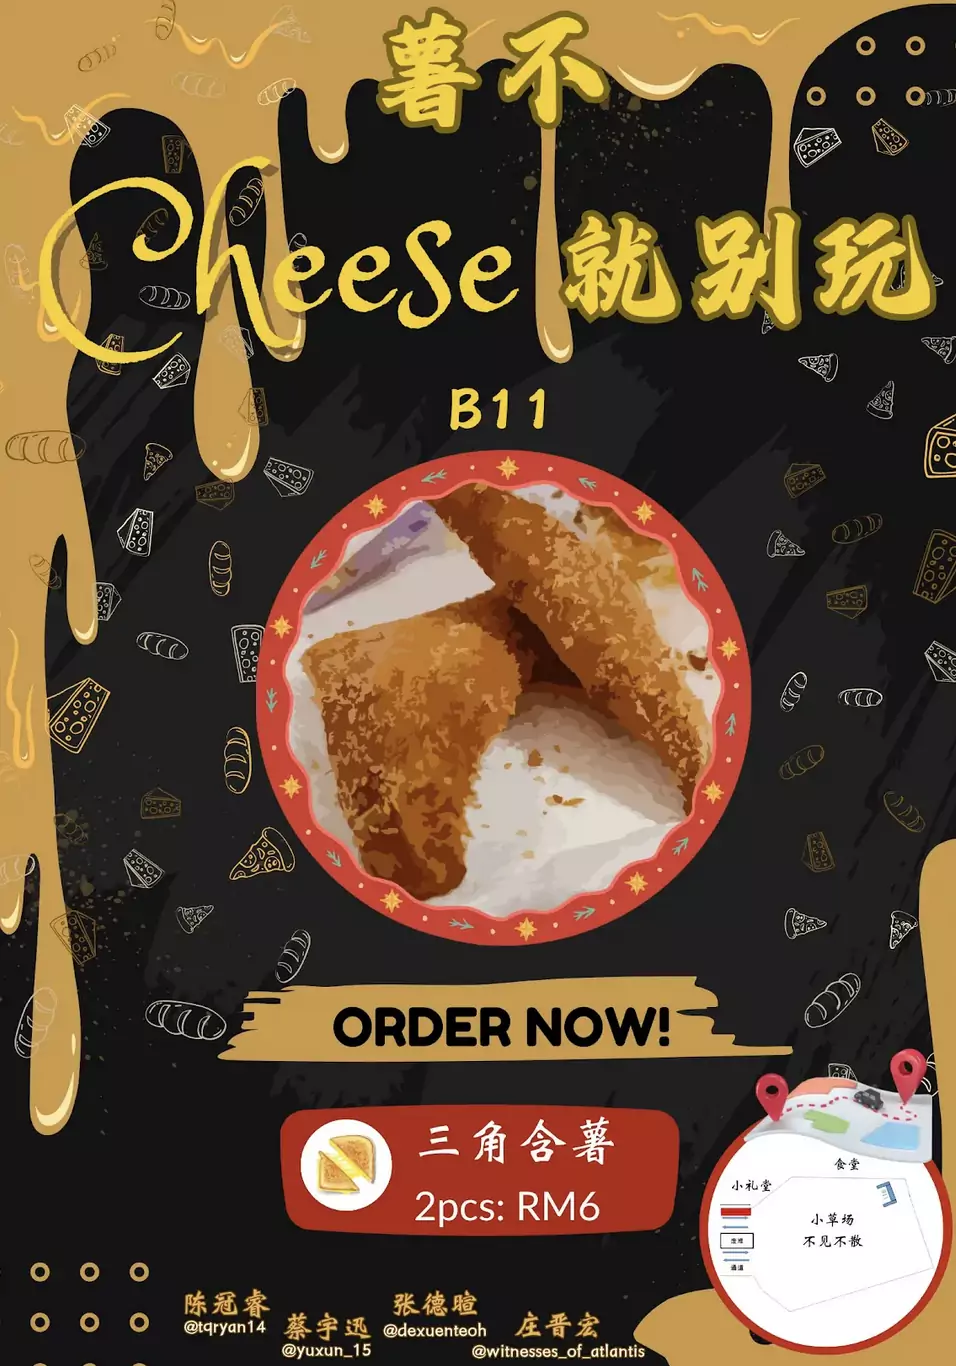 薯不
Cheese 就别玩
B11
ORDER NOW!
三角含薯
2pcs: RM6
食堂
小礼堂
小草场
不见不散
通道
陈冠睿
@tqryan14
蔡宇迅
@yuxun_15
张德暄
@dexuenteoh
庄晋宏
@witnesses_of_atlantis